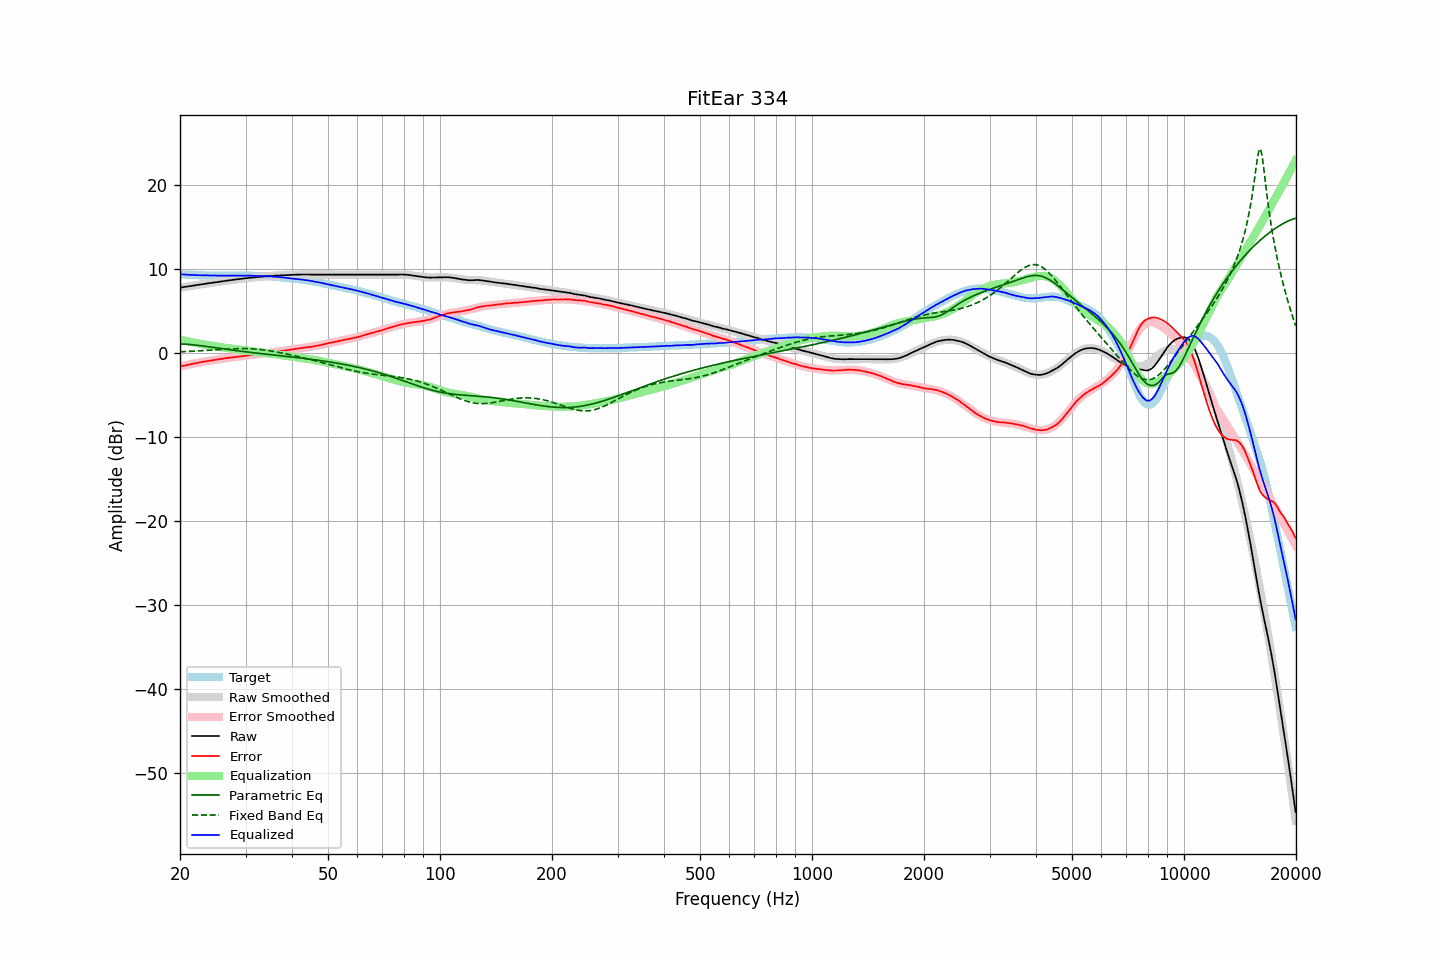 FitEar 334
20
10
0
−10
−20
−30
−40
−50
Amplitude (dBr)
Target
Raw Smoothed
Error Smoothed
Raw
Error
Equalization
Parametric Eq
Fixed Band Eq
Equalized
20
50
100
200
500
1000
2000
5000
10000
20000
Frequency (Hz)